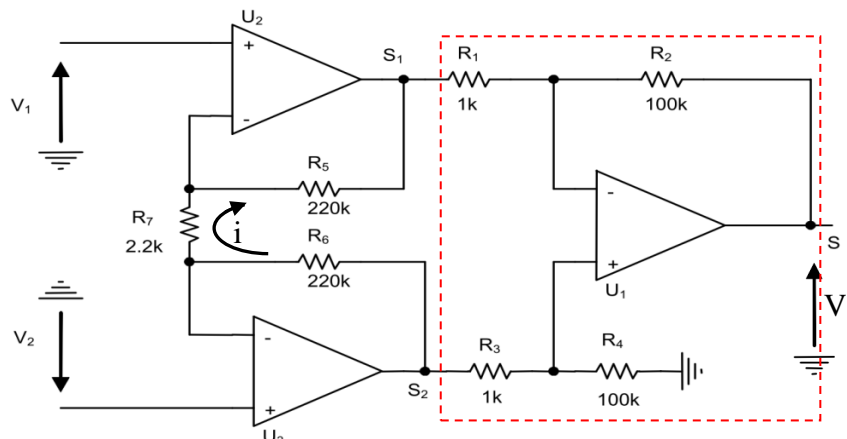 U2
+
S1
R1
R2
V1
1k
100k
-
R5
-
R7
220k
i
2.2k
R6
S
220k
+
U1
V
V2
-
R3
R4
S2
1k
100k
+